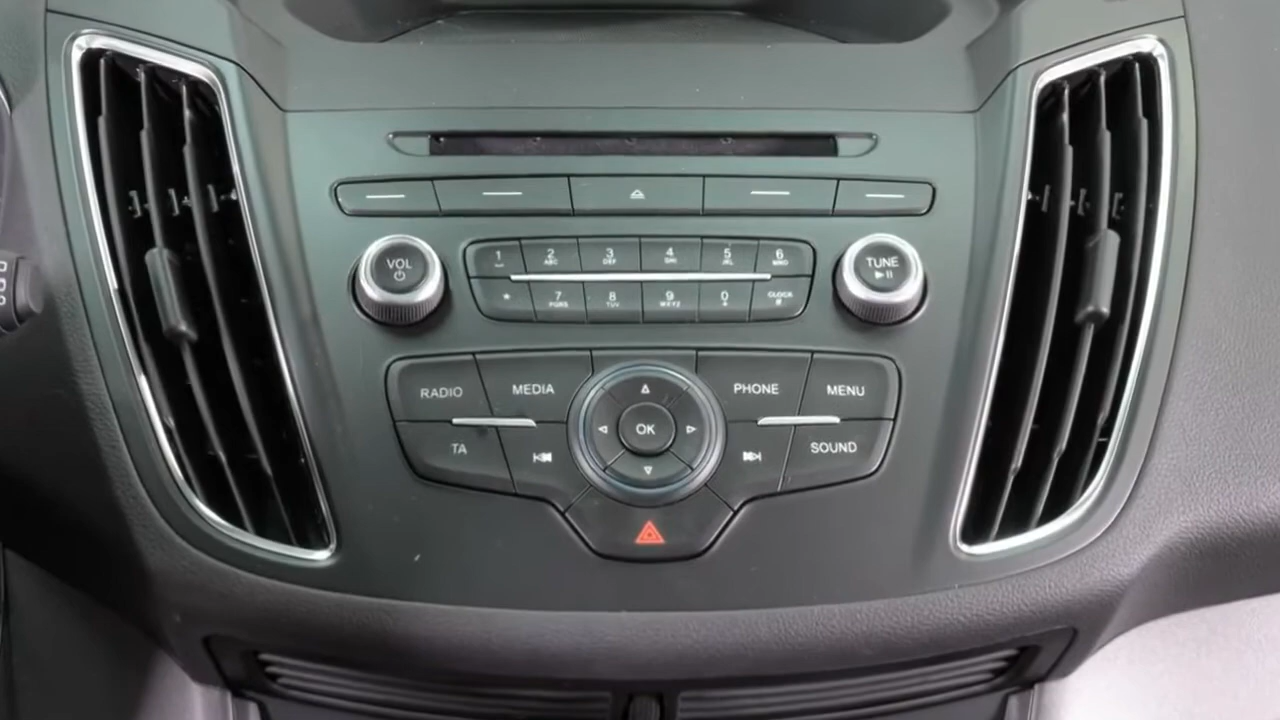 VOL
TUNE
1 2 ABC 3 DEF 4 GHI 5 JKL 6 MNO
* 7 PQRS 8 TUV 9 WXYZ 0 CLOCK
RADIO MEDIA PHONE MENU
OK
TA SOUND